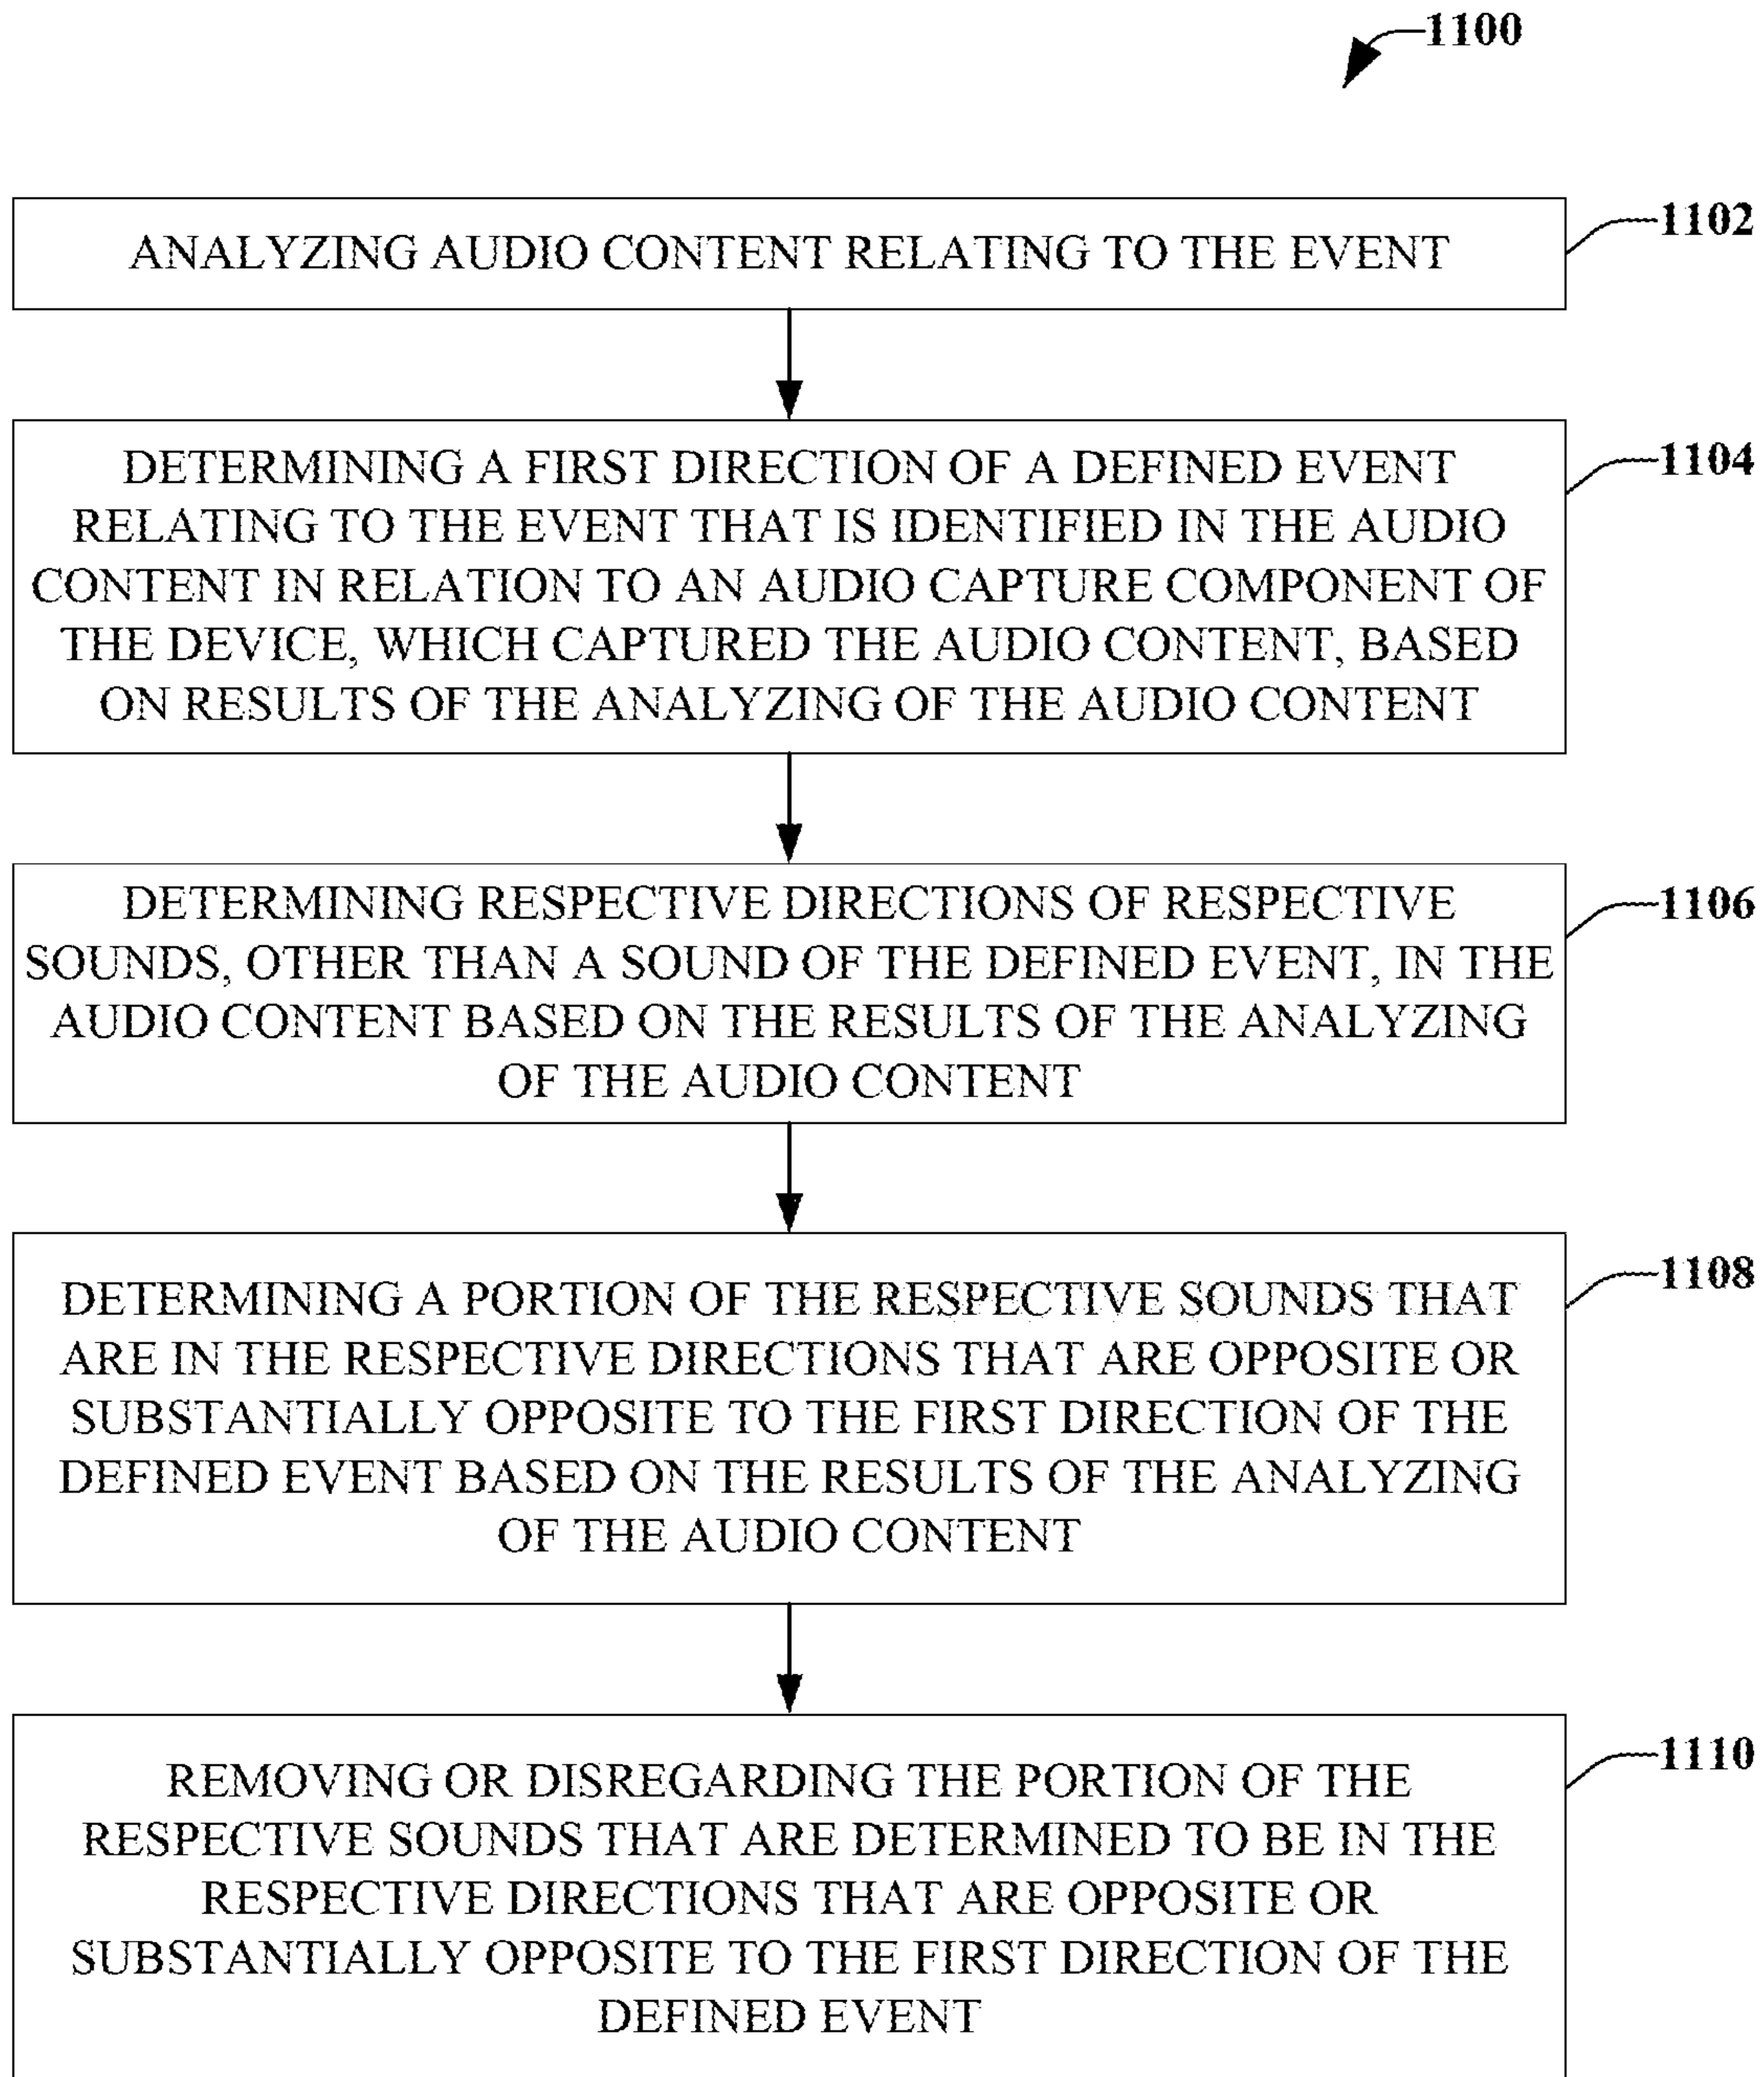 1100
ANALYZING AUDIO CONTENT RELATING TO THE EVENT
1102
DETERMINING A FIRST DIRECTION OF A DEFINED EVENT
RELATING TO THE EVENT THAT IS IDENTIFIED IN THE AUDIO
CONTENT IN RELATION TO AN AUDIO CAPTURE COMPONENT OF
THE DEVICE, WHICH CAPTURED THE AUDIO CONTENT, BASED
ON RESULTS OF THE ANALYZING OF THE AUDIO CONTENT
1104
DETERMINING RESPECTIVE DIRECTIONS OF RESPECTIVE
SOUNDS, OTHER THAN A SOUND OF THE DEFINED EVENT, IN THE
AUDIO CONTENT BASED ON THE RESULTS OF THE ANALYZING
OF THE AUDIO CONTENT
1106
DETERMINING A PORTION OF THE RESPECTIVE SOUNDS THAT
ARE IN THE RESPECTIVE DIRECTIONS THAT ARE OPPOSITE OR
SUBSTANTIALLY OPPOSITE TO THE FIRST DIRECTION OF THE
DEFINED EVENT BASED ON THE RESULTS OF THE ANALYZING
OF THE AUDIO CONTENT
1108
REMOVING OR DISREGARDING THE PORTION OF THE
RESPECTIVE SOUNDS THAT ARE DETERMINED TO BE IN THE
RESPECTIVE DIRECTIONS THAT ARE OPPOSITE OR
SUBSTANTIALLY OPPOSITE TO THE FIRST DIRECTION OF THE
DEFINED EVENT
1110